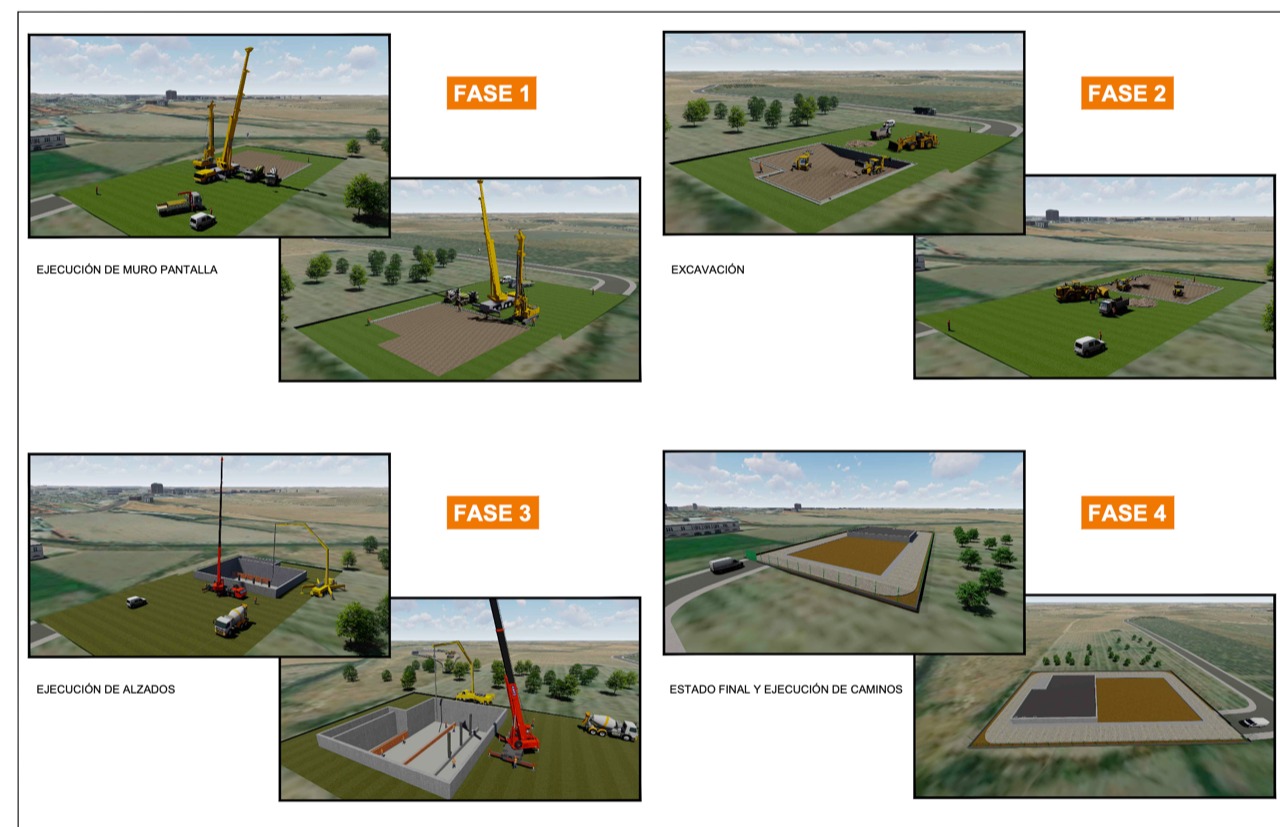 FASE 1
EJECUCIÓN DE MURO PANTALLA
FASE 2
EXCAVACIÓN
FASE 3
EJECUCIÓN DE ALZADOS
FASE 4
ESTADO FINAL Y EJECUCIÓN DE CAMINOS